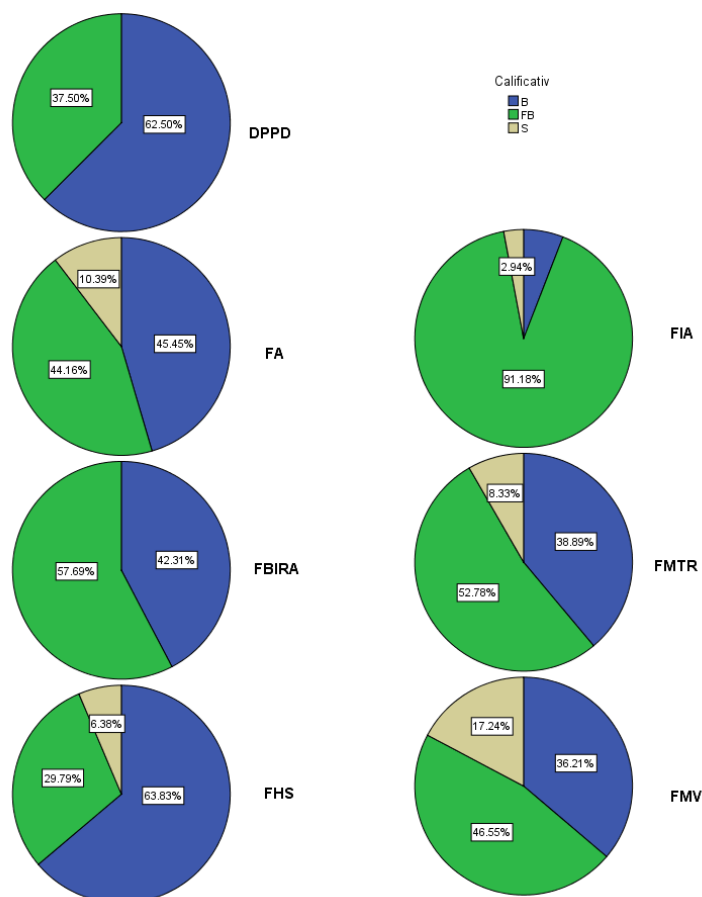 Calificativ
B
FB
S
37.50%
62.50%
DPPD
10.39%
45.45%
44.16%
FA
2.94%
91.18%
FIA
57.69%
42.31%
FBIRA
8.33%
38.89%
52.78%
FMTR
6.38%
29.79%
63.83%
FHS
17.24%
36.21%
46.55%
FMV